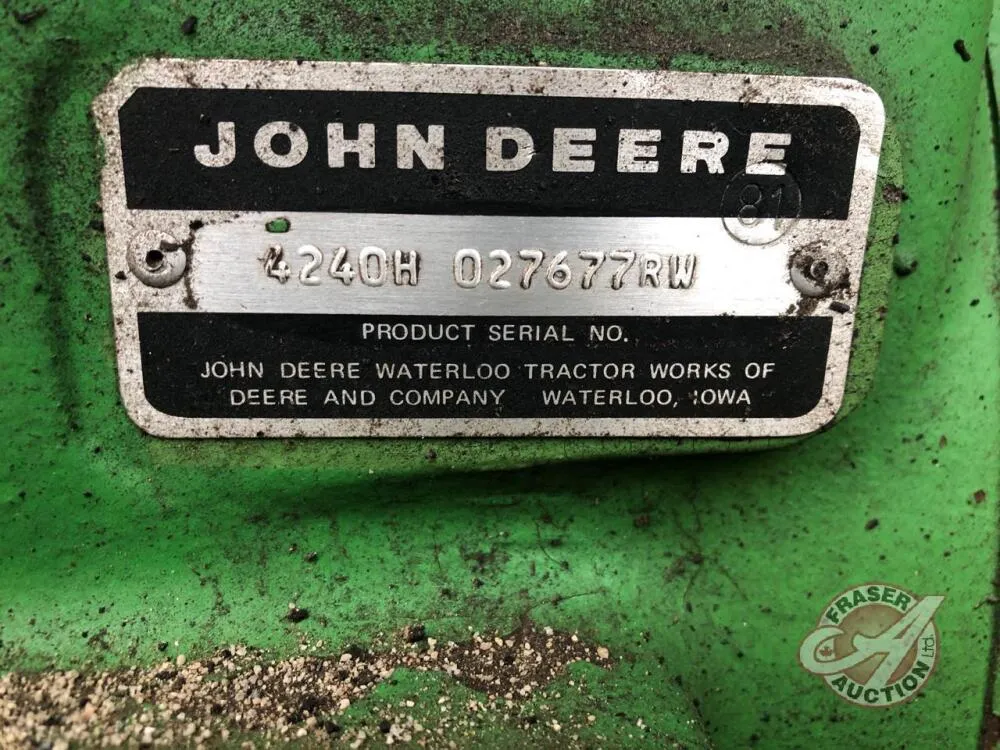 JOHN DEERE
81
4240H 027677RW
PRODUCT SERIAL NO.
JOHN DEERE WATERLOO TRACTOR WORKS OF
DEERE AND COMPANY WATERLOO, IOWA
FRASER
AUCTION